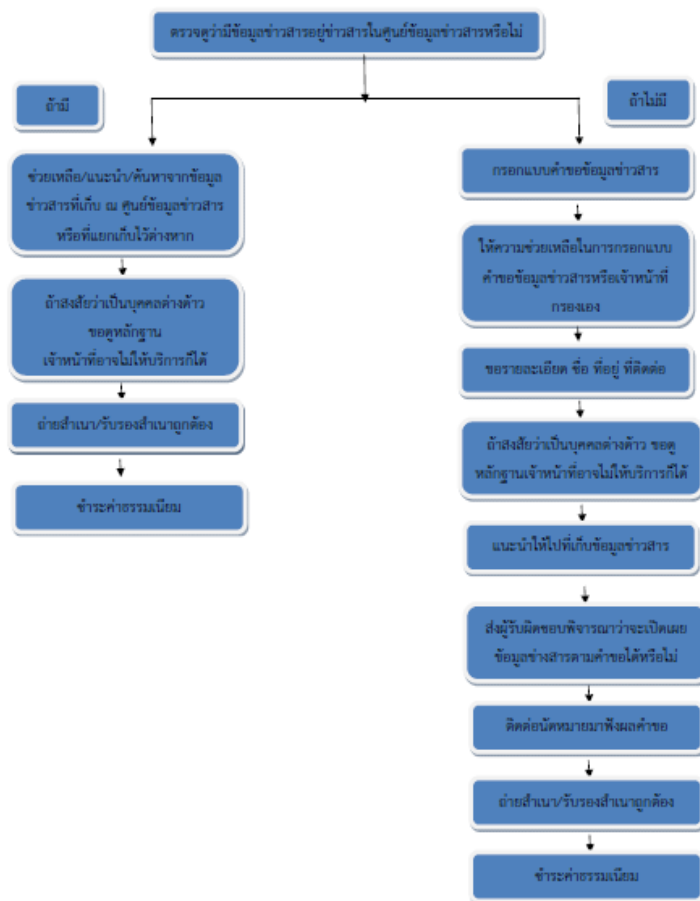 ตรวจดูว่ามีข้อมูลข่าวสารอยู่ข่าวสารในศูนย์ข้อมูลข่าวสารหรือไม่
ถ้ามี
ถ้าไม่มี
ช่วยเหลือ/แนะนำ/ค้นหาจากข้อมูล
ข่าวสารที่เก็บ ณ ศูนย์ข้อมูลข่าวสาร
หรือที่แยกเก็บไว้ต่างหาก
ถ้าสงสัยว่าเป็นบุคคลต่างด้าว
ขอดูหลักฐาน
เจ้าหน้าที่อาจไม่ให้บริการก็ได้
ถ่ายสำเนา/รับรองสำเนาถูกต้อง
ชำระค่าธรรมเนียม
กรอกแบบคำขอข้อมูลข่าวสาร
ให้ความช่วยเหลือในการกรอกแบบ
คำขอข้อมูลข่าวสารหรือเจ้าหน้าที่
กรองเอง
ขอรายละเอียด ชื่อ ที่อยู่ ที่ติดต่อ
ถ้าสงสัยว่าเป็นบุคคลต่างด้าว ขอดู
หลักฐานเจ้าหน้าที่อาจไม่ให้บริการก็ได้
แนะนำให้ไปที่เก็บข้อมูลข่าวสาร
ส่งผู้รับผิดชอบพิจารณาว่าจะเปิดเผย
ข้อมูลข่างสารตามคำขอได้หรือไม่
ติดต่อนัดหมายมาฟังผลคำขอ
ถ่ายสำเนา/รับรองสำเนาถูกต้อง
ชำระค่าธรรมเนียม